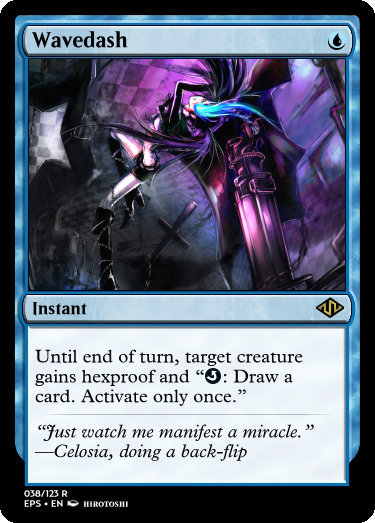 Wavedash
Instant
Until end of turn, target creature
gains hexproof and “: Draw a
card. Activate only once.”
“Just watch me manifest a miracle.”
—Celosia, doing a back-flip
038/123 R
EPS • EN HIROTOSHI